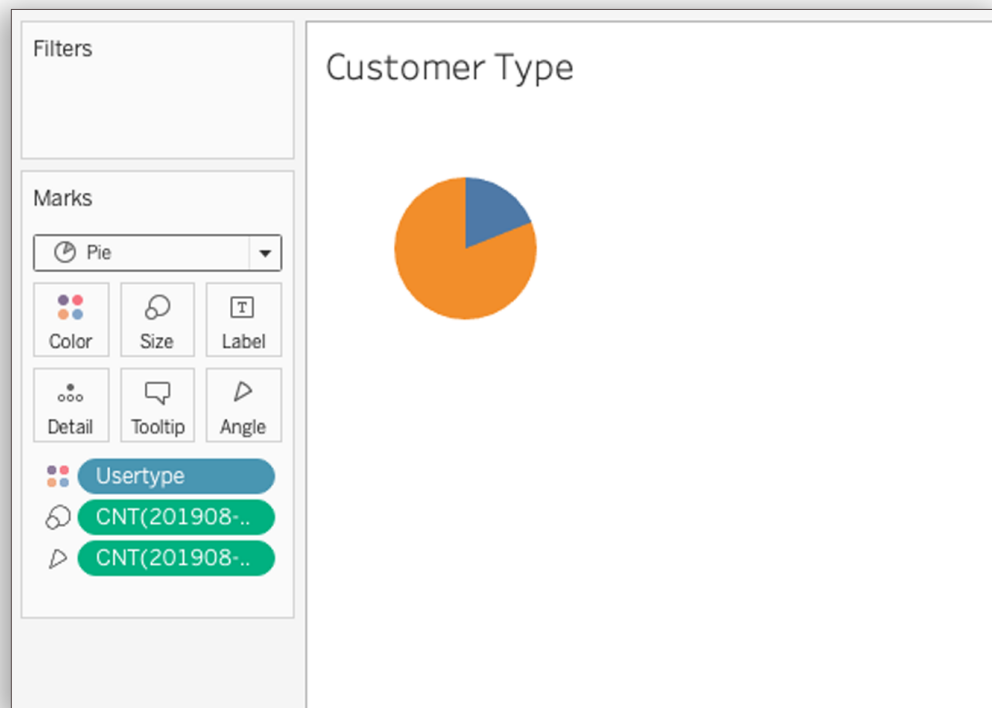 Filters
Customer Type
Marks
Pie
Color Size Label
T
Detail Tooltip Angle
Usertype
CNT(201908-..
CNT(201908-..